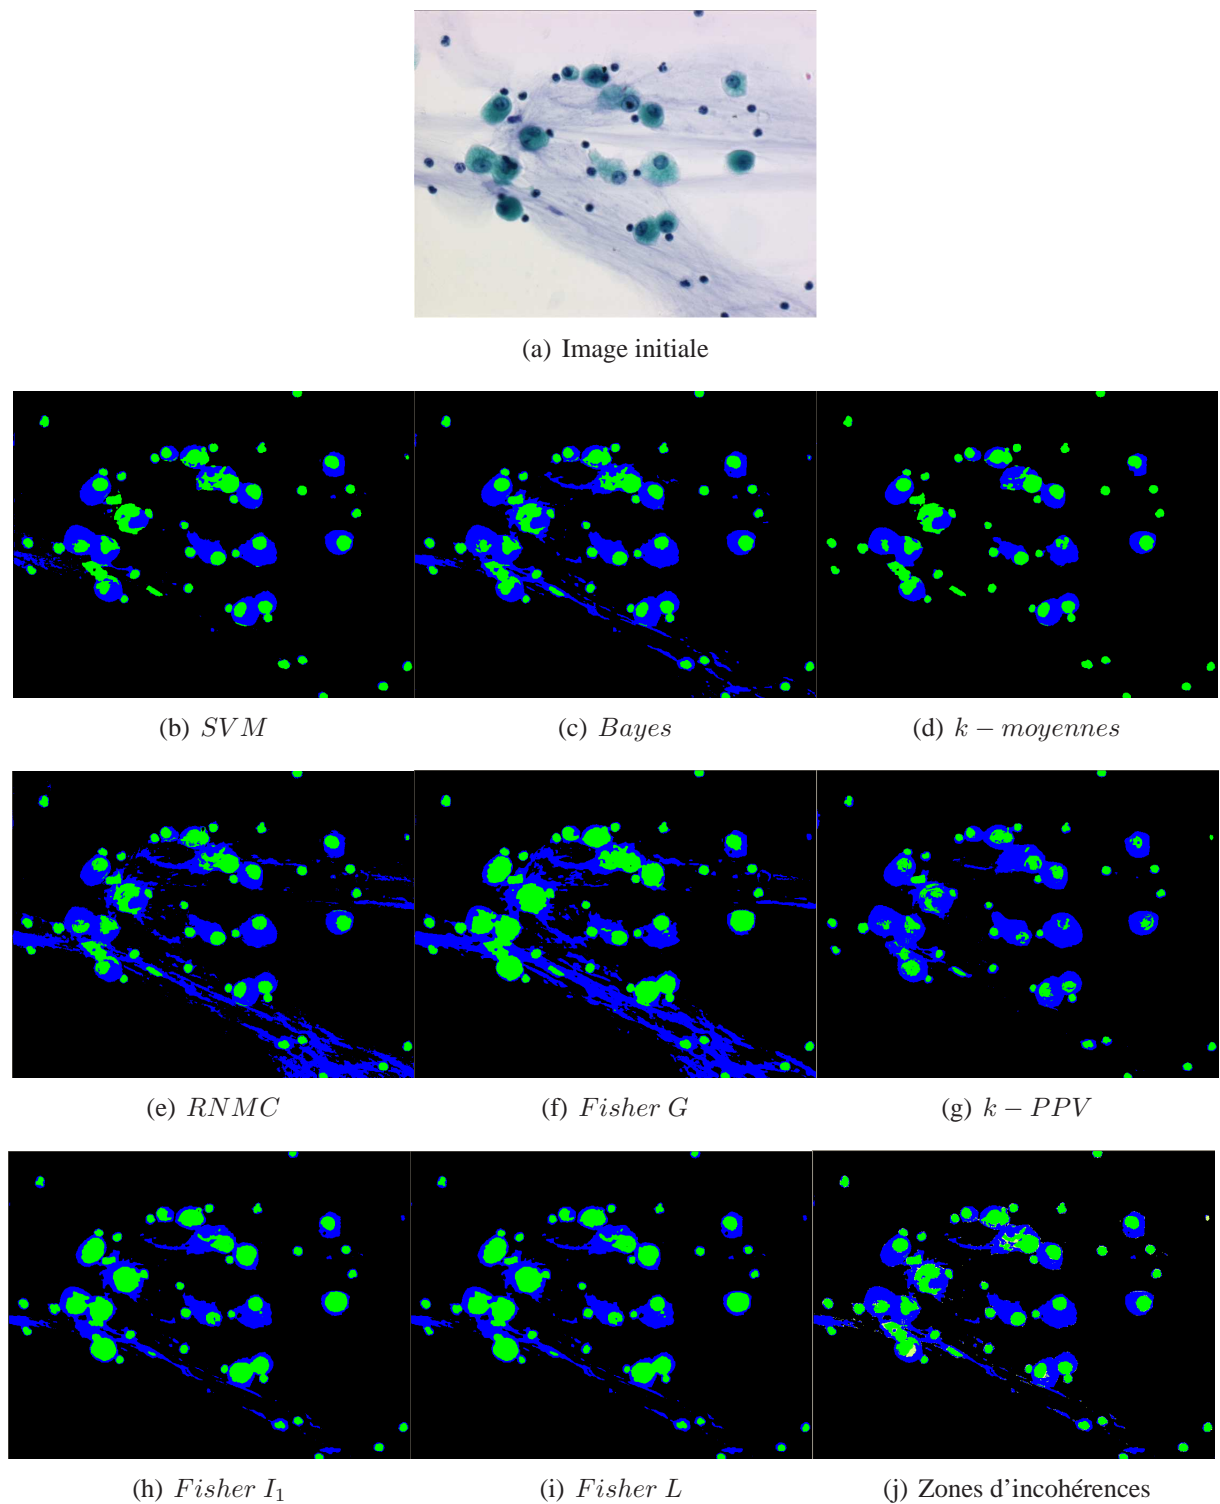 (a) Image initiale
(b) SVM
(c) Bayes
(d) k − moyennes
(e) RNMC
(f) Fisher G
(g) k − PPV
(h) Fisher I₁
(i) Fisher L
(j) Zones d'incohérences